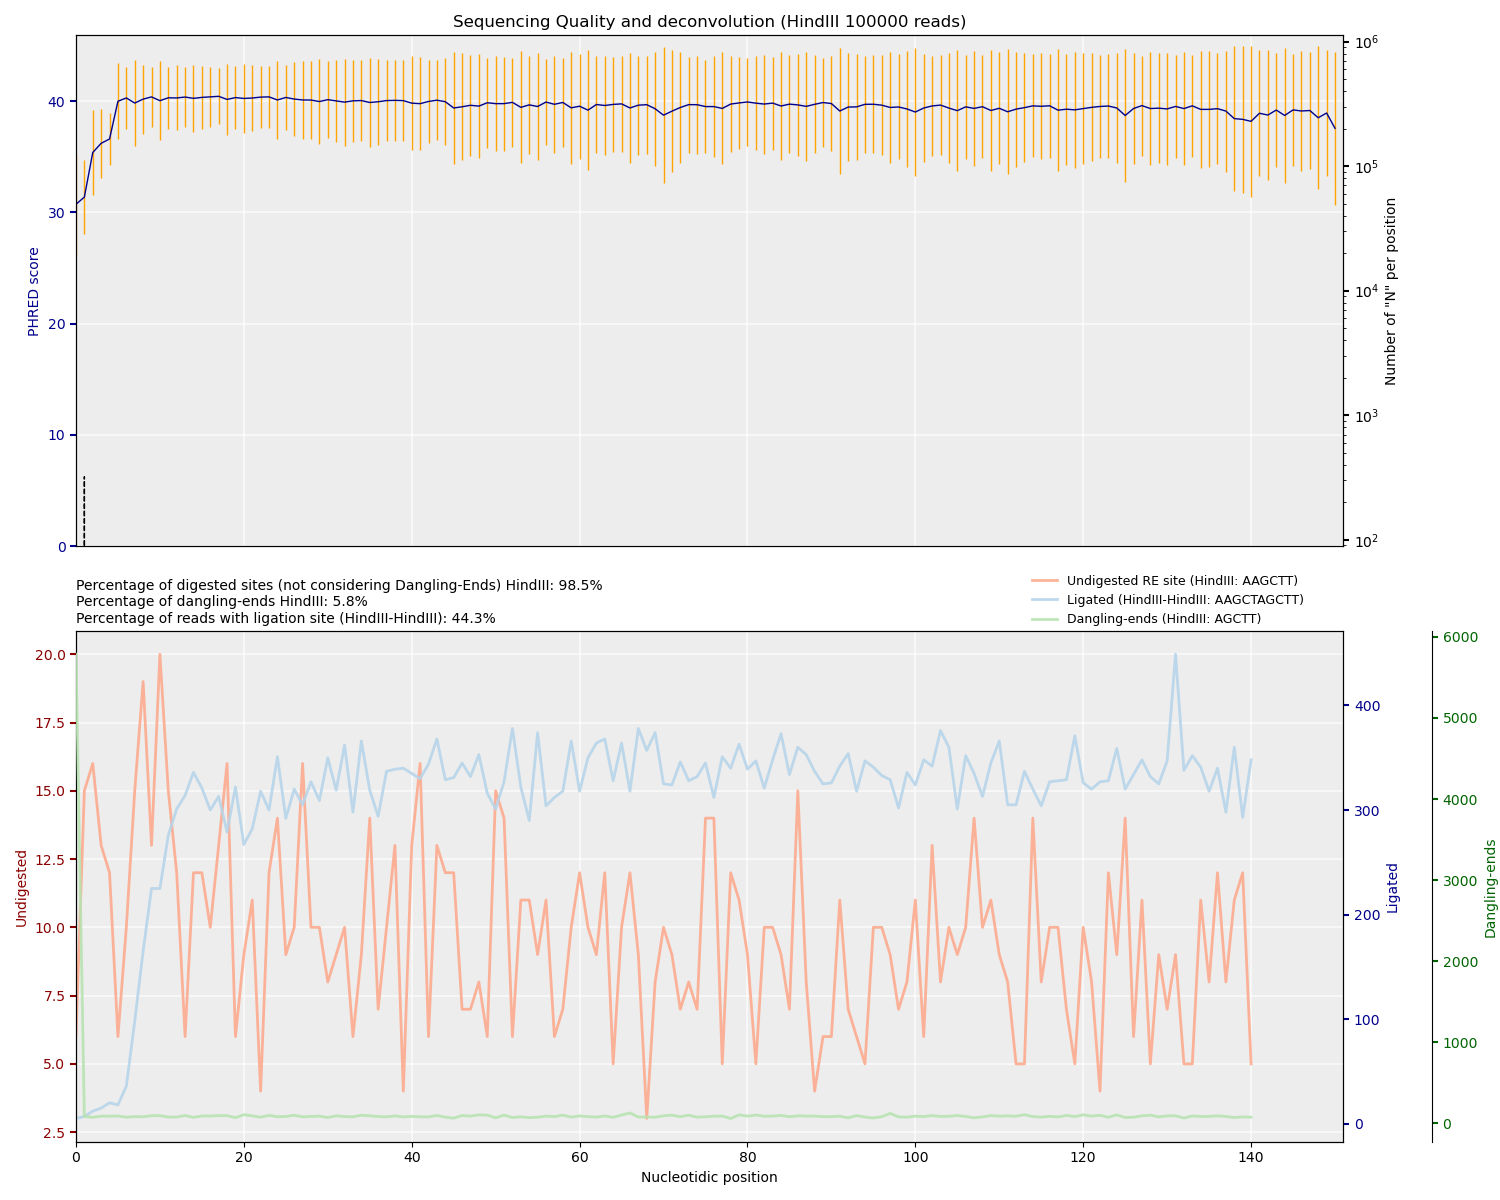 Sequencing Quality and deconvolution (HindIII 100000 reads)
PHRED score
40
30
20
10
0
Number of "N" per position
10^6
10^5
10^4
10^3
10^2
Percentage of digested sites (not considering Dangling-Ends) HindIII: 98.5%
Percentage of dangling-ends HindIII: 5.8%
Percentage of reads with ligation site (HindIII-HindIII): 44.3%
Undigested RE site (HindIII: AAGCTT)
Ligated (HindIII-HindIII: AAGCTAGCTT)
Dangling-ends (HindIII: AGCTT)
Undigested
20.0
17.5
15.0
12.5
10.0
7.5
5.0
2.5
Ligated
400
300
200
100
0
Dangling-ends
6000
5000
4000
3000
2000
1000
0
0 20 40 60 80 100 120 140
Nucleotidic position